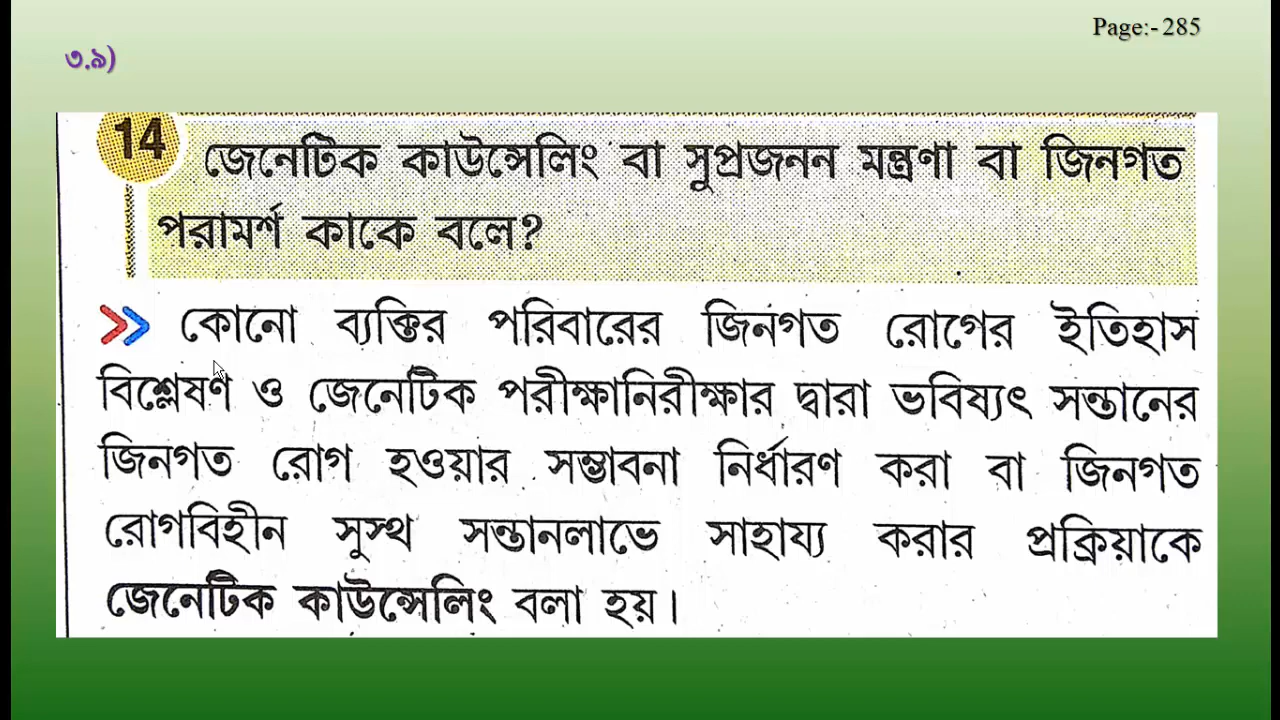 Page:- 285
৩.৯)
14
জেনেটিক কাউন্সেলিং বা সুপ্রজনন মন্ত্রণা বা জিনগত
পরামর্শ কাকে বলে?
>> কোনো ব্যক্তির পরিবারের জিনগত রোগের ইতিহাস
বিশ্লেষণ ও জেনেটিক পরীক্ষানিরীক্ষার দ্বারা ভবিষ্যৎ সন্তানের
জিনগত রোগ হওয়ার সম্ভাবনা নির্ধারণ করা বা জিনগত
রোগবিহীন সুস্থ সন্তানলাভে সাহায্য করার প্রক্রিয়াকে
জেনেটিক কাউন্সেলিং বলা হয়।